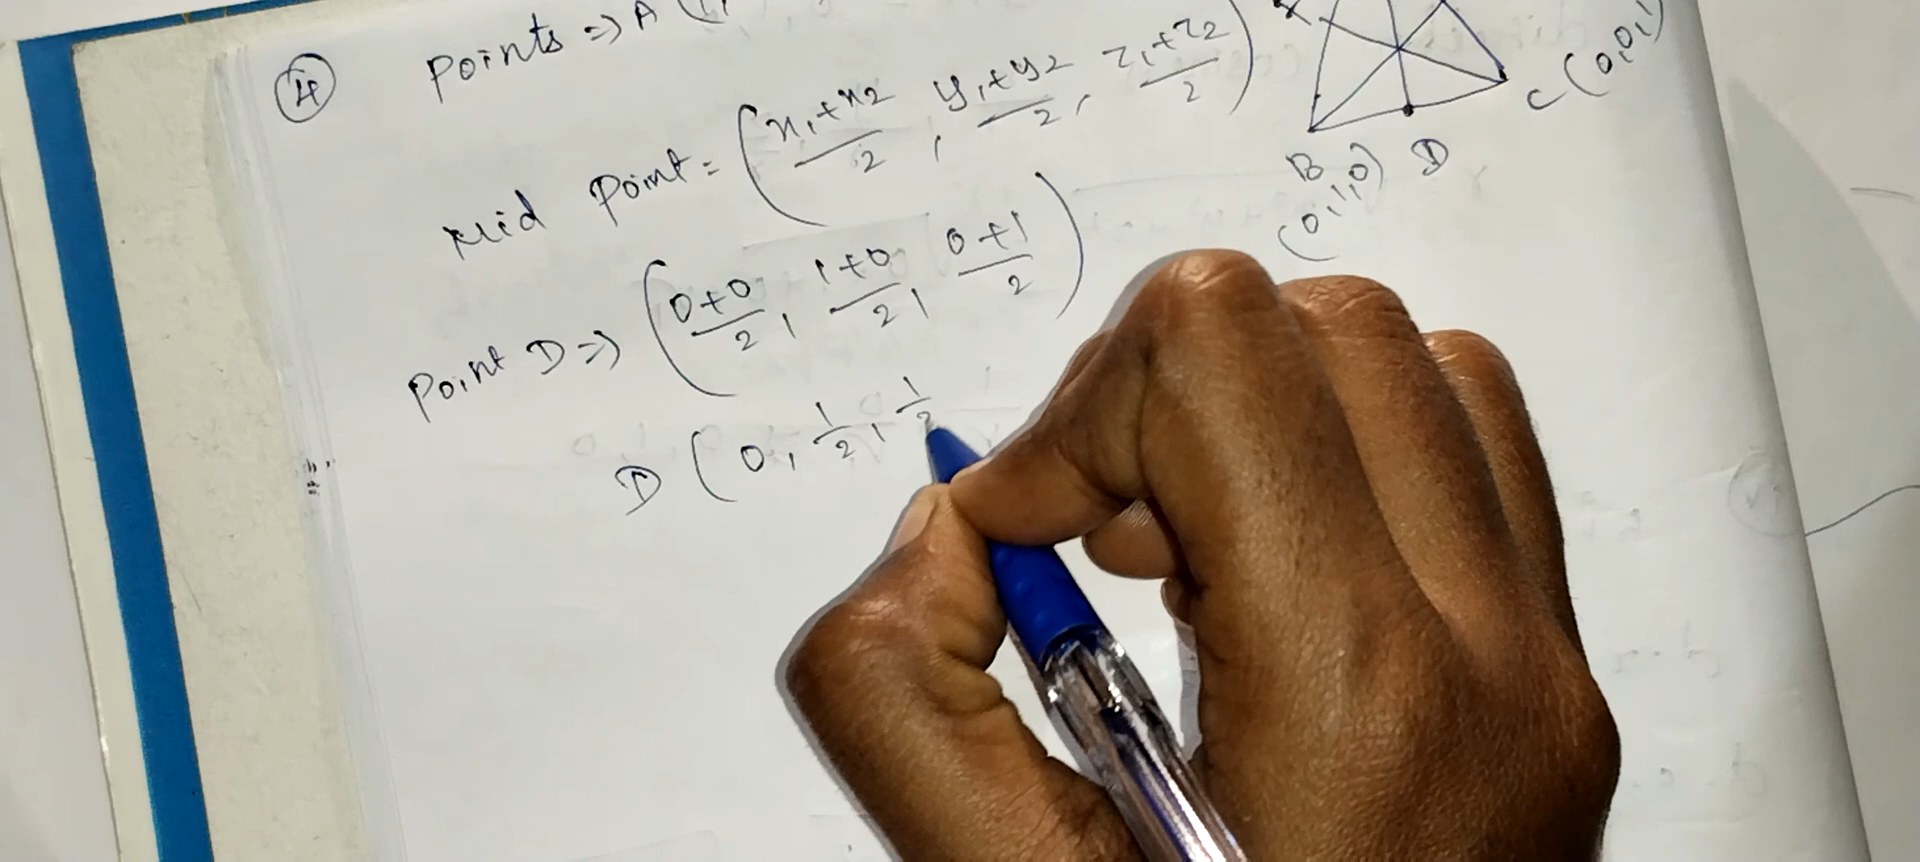 ④ Points => A (1,
Mid Point = (x₁+x₂/2, y₁+y₂/2, z₁+z₂/2)
C (0,0,1)
B D
(0,1,0)
Point D => (0+0/2, 1+0/2, 0+1/2)
D (0, 1/2, 1/2